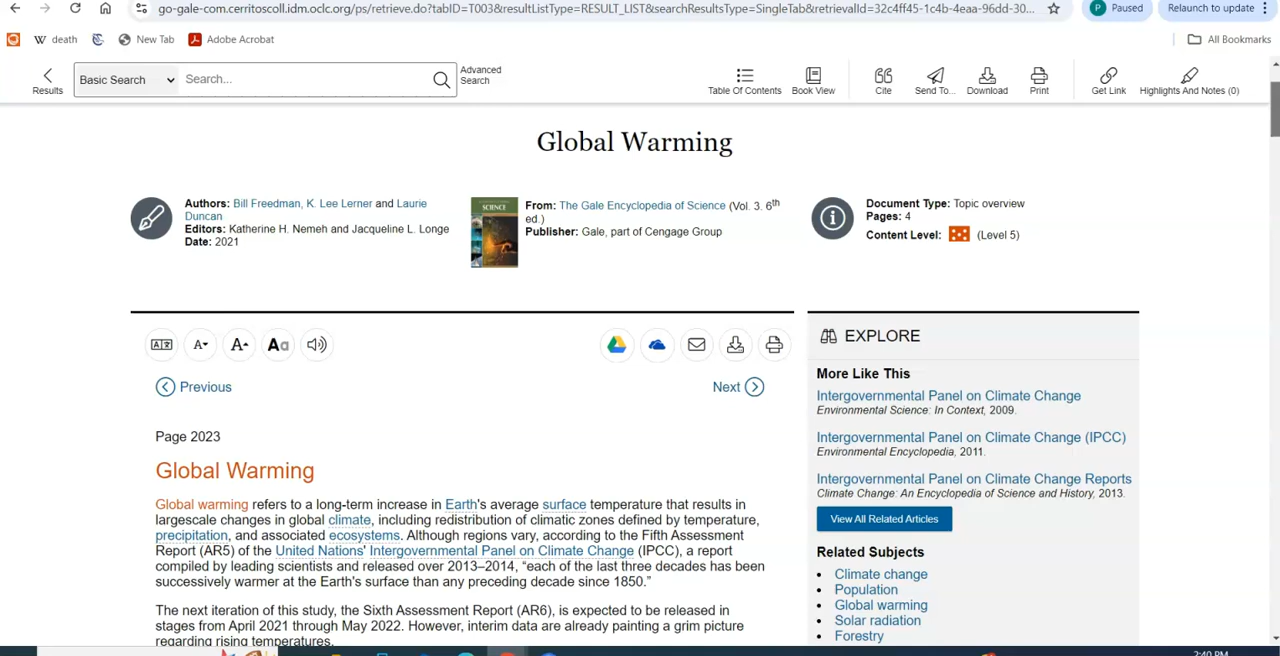 go-gale-com.cerritoscoll.idm.oclc.org/ps/retrieve.do?tabID=T003&resultListType=RESULT_LIST&searchResultsType=SingleTab&retrievalId=32c4ff45-1c4b-4eaa-96dd-30...
P Paused
Relaunch to update
W death
New Tab
Adobe Acrobat
All Bookmarks
Results
Basic Search
Search...
Advanced
Search
Table Of Contents
Book View
Cite
Send To...
Download
Print
Get Link
Highlights And Notes (0)
Global Warming
Authors: Bill Freedman, K. Lee Lerner and Laurie
Duncan
Editors: Katherine H. Nemeh and Jacqueline L. Longe
Date: 2021
SCIENCE
From: The Gale Encyclopedia of Science (Vol. 3. 6th
ed.)
Publisher: Gale, part of Cengage Group
Document Type: Topic overview
Pages: 4
Content Level: (Level 5)
A
A
Aa
Previous
Next
Page 2023
Global Warming
Global warming refers to a long-term increase in Earth's average surface temperature that results in
largescale changes in global climate, including redistribution of climatic zones defined by temperature,
precipitation, and associated ecosystems. Although regions vary, according to the Fifth Assessment
Report (AR5) of the United Nations' Intergovernmental Panel on Climate Change (IPCC), a report
compiled by leading scientists and released over 2013–2014, “each of the last three decades has been
successively warmer at the Earth's surface than any preceding decade since 1850.”
The next iteration of this study, the Sixth Assessment Report (AR6), is expected to be released in
stages from April 2021 through May 2022. However, interim data are already painting a grim picture
regarding rising temperatures.
EXPLORE
More Like This
Intergovernmental Panel on Climate Change
Environmental Science: In Context, 2009.
Intergovernmental Panel on Climate Change (IPCC)
Environmental Encyclopedia, 2011.
Intergovernmental Panel on Climate Change Reports
Climate Change: An Encyclopedia of Science and History, 2013.
View All Related Articles
Related Subjects
• Climate change
• Population
• Global warming
• Solar radiation
• Forestry
2:40 PM